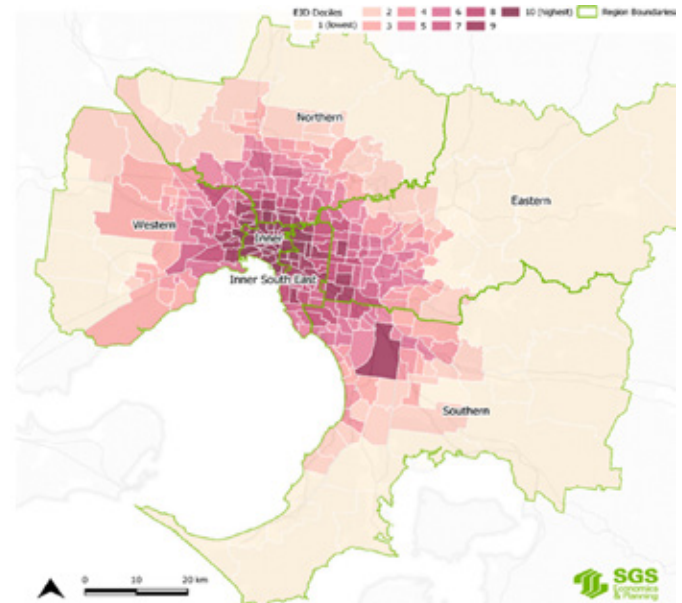 EJD Deciles
1 (lowest)
2
3
4
5
6
7
8
9
10 (highest)
Region Boundaries
Northern
Eastern
Western
Inner
Inner South East
Southern
0 10 20 km
SGS
Economics
& Planning